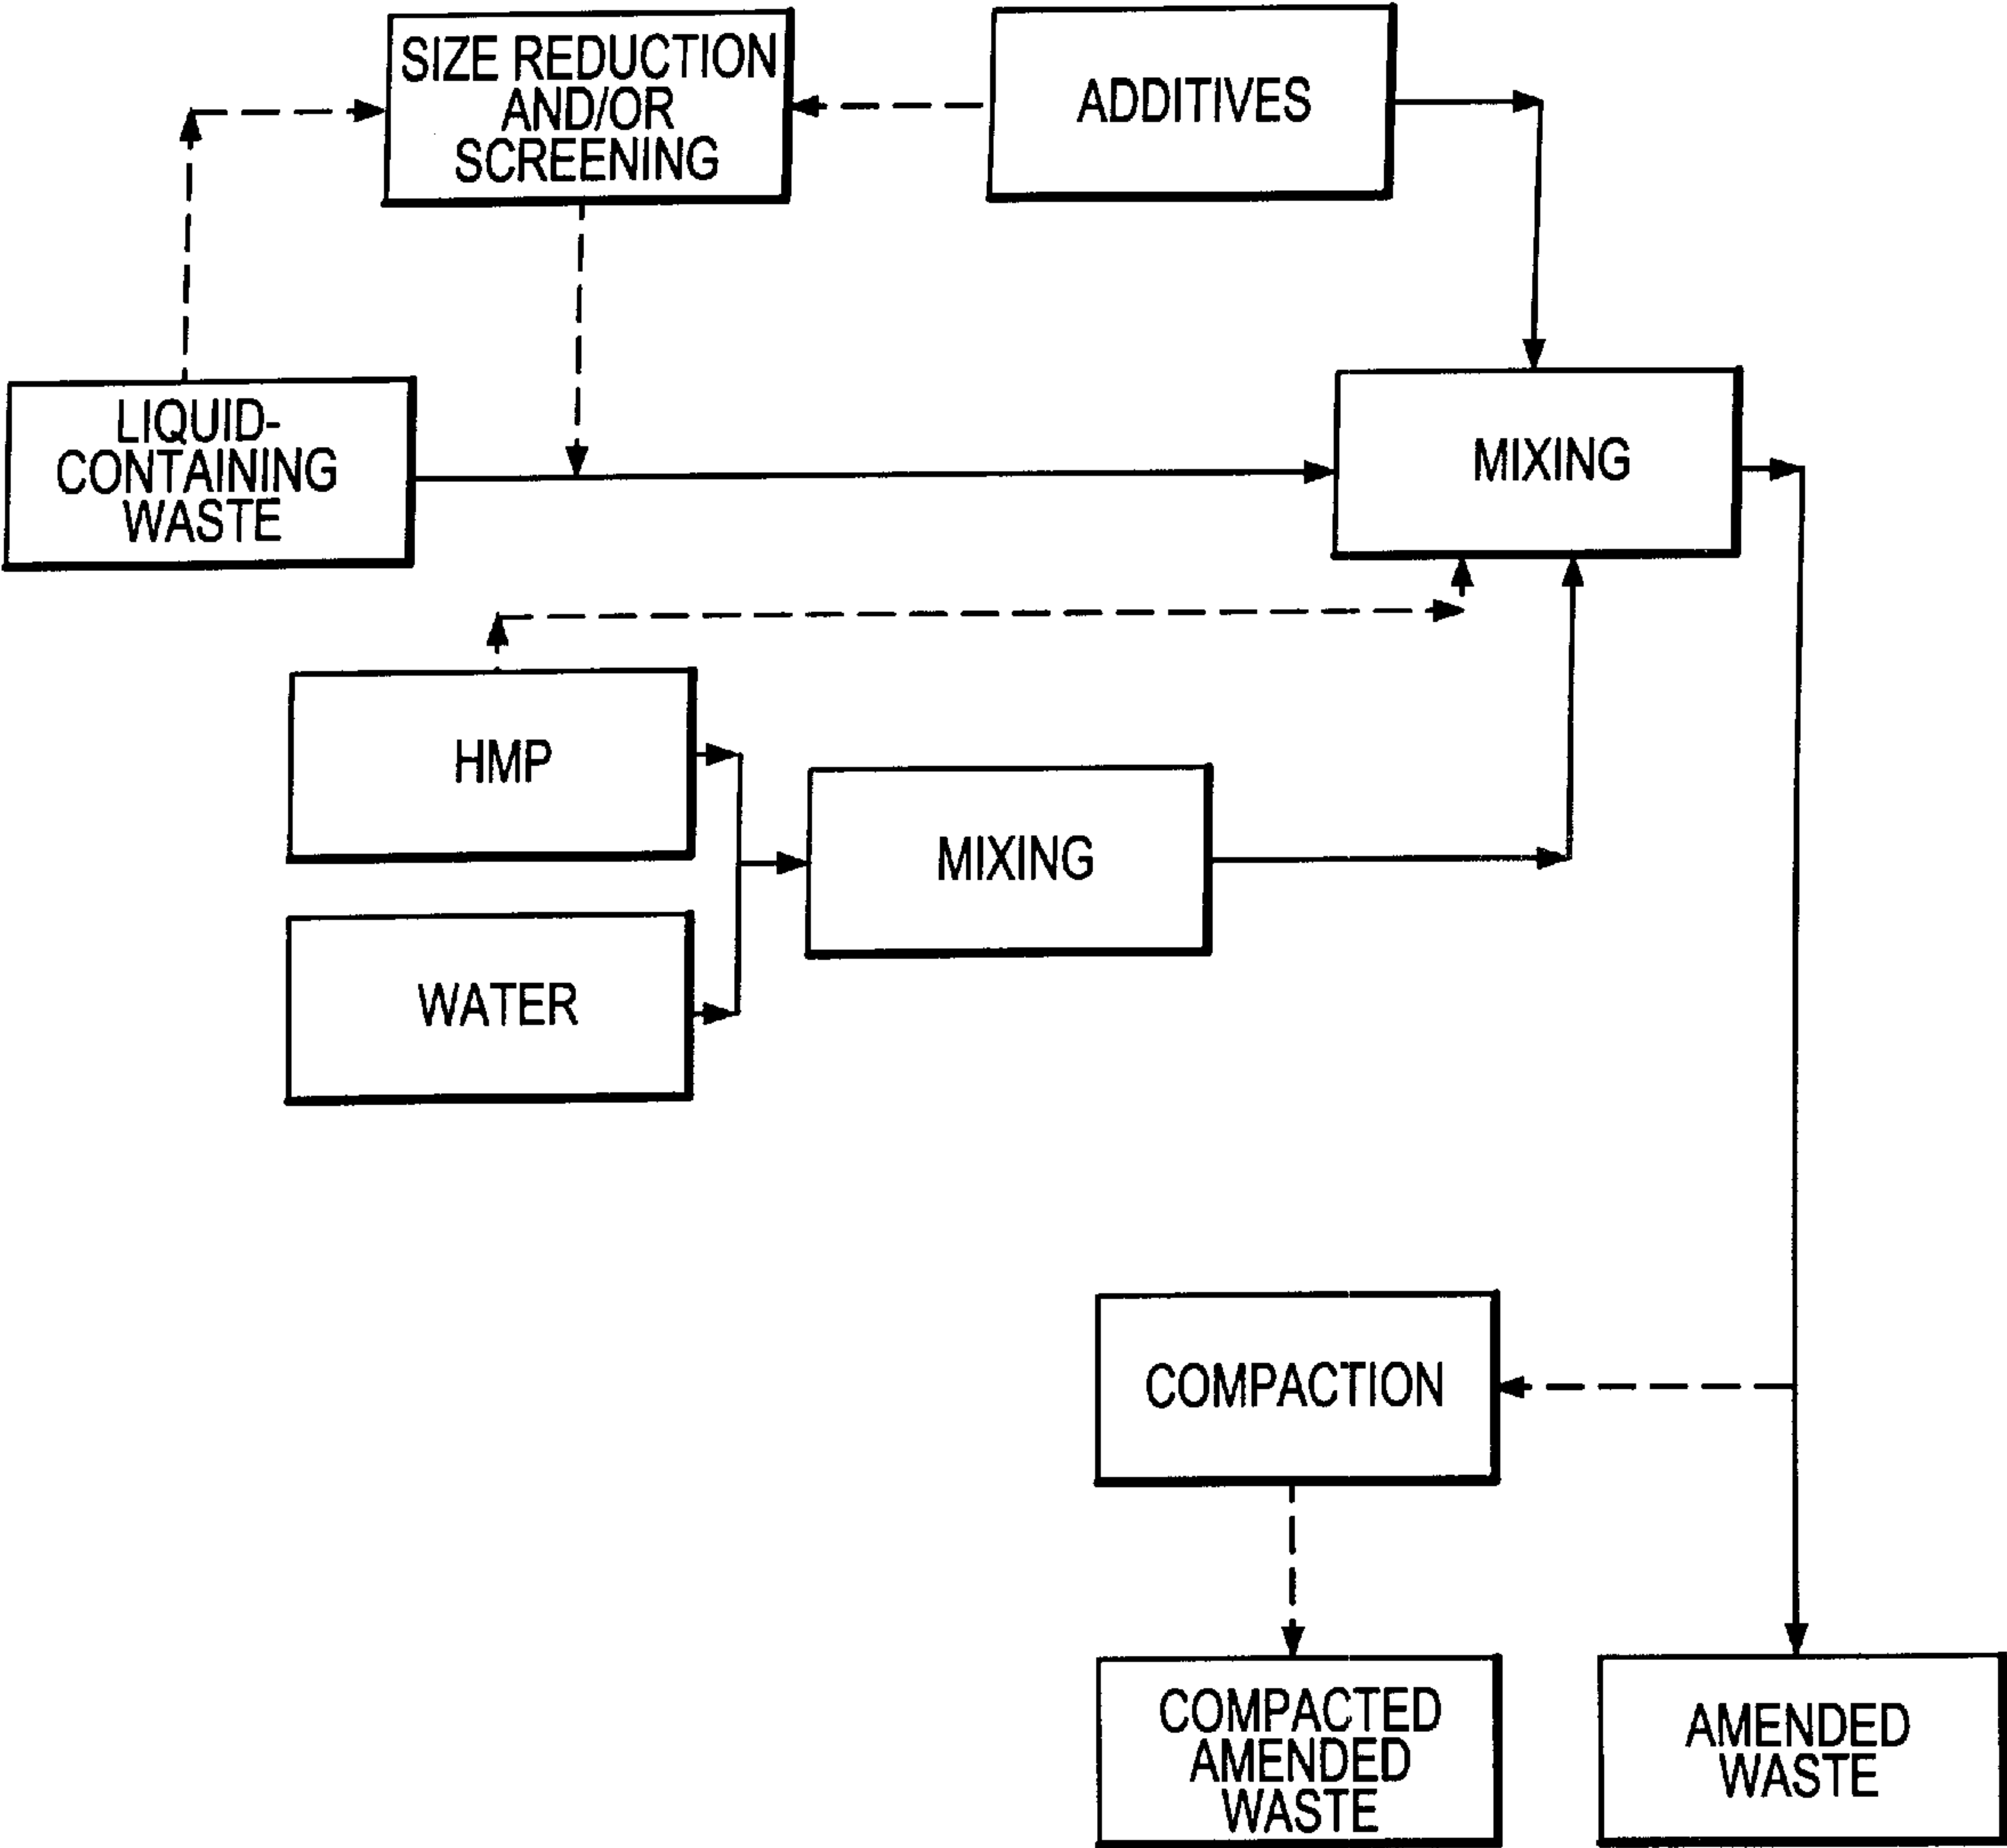 SIZE REDUCTION
AND/OR
SCREENING
ADDITIVES
LIQUID-
CONTAINING
WASTE
MIXING
HMP
MIXING
WATER
COMPACTION
COMPACTED
AMENDED
WASTE
AMENDED
WASTE